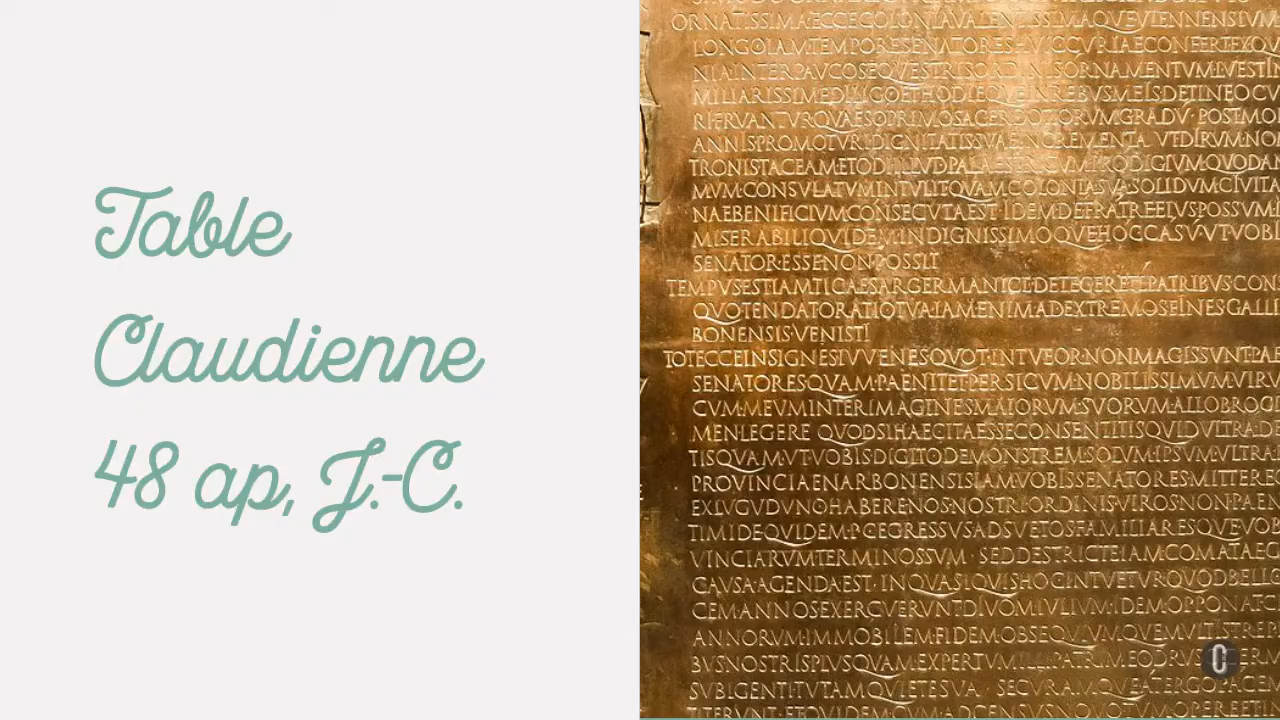 Table
Claudienne
48 ap, J.-C.
ORNATISSIMA·ECCE·COLONIA·VALENTISSIMAQVE·VIENNENSIVM
LONGO·IAM·TEMPORE·SENATORES·HVIC·CVRIAE·CONFERT·EX·QV
NIA·INTER·PAVCOS·EQVESTRIS·ORDINIS·ORNAMENTVM·L·VESTIN
MILIARISSIME·DILIGO·ET·HODIEQVE·IN·REBVS·MEIS·DETINEO·CV
FRVANTVR·QVAESO·PRIMO·SACERDOTIORVM·GRADV·POST·MO
ANNIS·PROMOTVRI·DIGNITATIS·SVAE·INCREMENTA VT·DIRVM·NO
TRONIS·TACEAM·ET·ODI·ILLVD·PALAESTRICVM·PRODIGIVM·QVOD·AN
MVM·CONSVLATVM·INTVLIT·QVAM·COLONIA·SVA·SOLIDVM·CIVITA
NAE·BENIFICIVM·CONSECVTA·EST IDEM·DE·FRATRE·EIVS·POSSVM
MISERABILI·QVIDEM·INDIGNISSIMOQVE·HOC·CASV·VT·VOBI
SENATOR·ESSE·NON·POSSIT
TEMPVS·EST·IAM·TI·CAESAR·GERMANICE·DETEGERE·TE·PATRIBVS·CONS
QVO·TENDAT·ORATIO·TVA·IAM·ENIM·AD·EXTREMOS·FINES·GALLI
BONENSIS·VENISTI
TOT·ECCE·INSIGNES·IVVENES·QVOT·INTVEOR·NON·MAGIS·SVNT·PAE
SENATORES·QVAM·PAENITET·PERSICVM·NOBILISSIMVM·VIRV
CVM·MEVM·INTER·IMAGINES·MAIORVM·SVORVM·ALLOBROGI
MEN·LEGERE QVOD·SI·HAEC·ITA·ESSE·CONSENTITIS·QVID·VLTRA·DE
TIS·QVAM·VT·VOBIS·DIGITO·DEMONSTREM·SOLVM·IPSVM·VLTRA
PROVINCIAE·NARBONENSIS·IAM·VOBIS·SENATORES·MITTERE
EX·LVGVDVNO·HABERE·NOS·NOSTRI·ORDINIS·VIROS·NON·PAEN
TIMIDE·QVIDEM·P·C·EGRESSVS·ADSVETOS·FAMILIARESQVE·VOB
VINCIARVM·TERMINOS·SVM·SED·DESTRICTE·IAM·COMATAE·G
CAVSA·AGENDA·EST·IN·QVA·SI·QVIS·HOC·INTVETVR·QVOD·BELLO
CEM·ANNOS·EXERCVERVNT·DIVOM·IVLIVM·IDEM·OPPONAT·C
ANNORVM·IMMOBILEM·FIDEM·OBSEQVIVMQVE·MVLTIS·TREP
BVS·NOSTRIS·PLVS·QVAM·EXPERTVM·ILLI·PATRI·MEO·DRVSO ERM
SVBIGENTI·TVTAM·QVIETE·SVA SECVRAMQVE·A·TERGO·PACEM